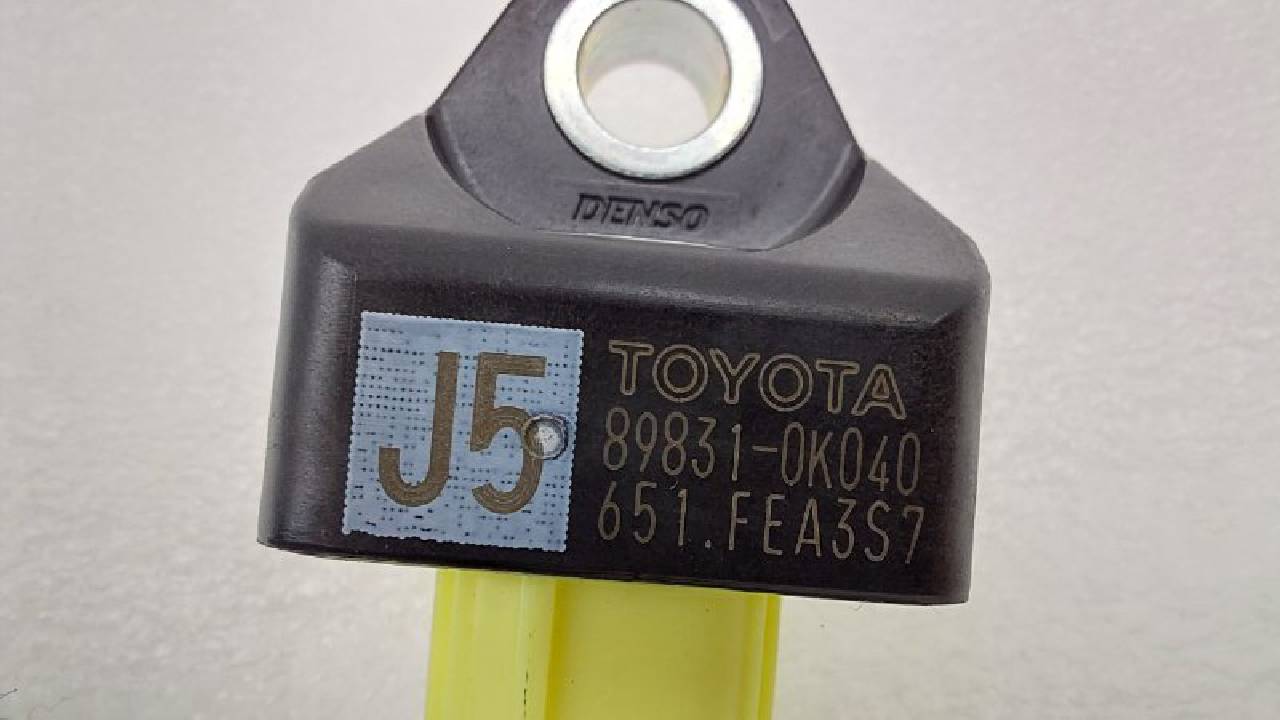 DENSO
J5
TOYOTA
89831-0K040
651.FEA3S7